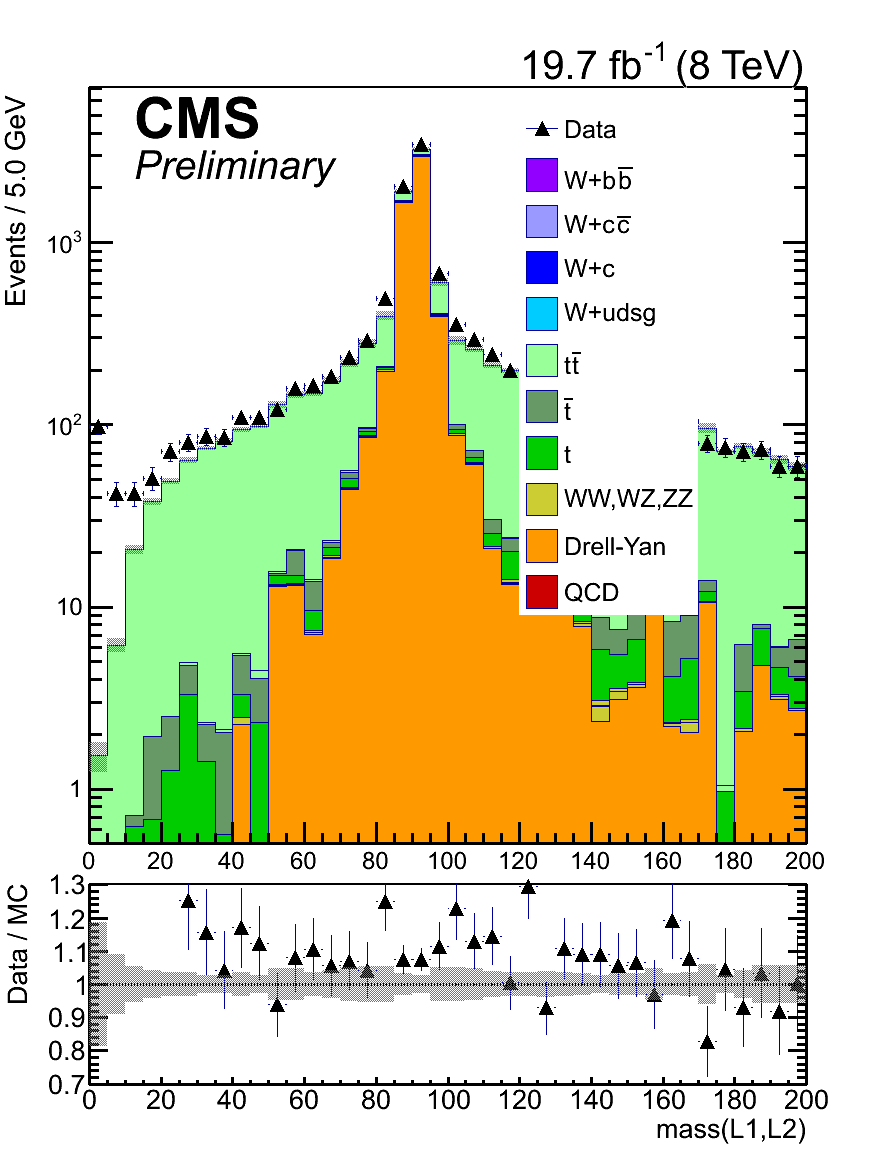 19.7 fb-1 (8 TeV)
CMS
Preliminary
Events / 5.0 GeV
10³
10²
10
1
Data
W+bb̅
W+cc̅
W+c
W+udsg
tt̅
t̅
t
WW,WZ,ZZ
Drell-Yan
QCD
0 20 40 60 80 100 120 140 160 180 200
Data / MC
1.3
1.2
1.1
1
0.9
0.8
0.7
0 20 40 60 80 100 120 140 160 180 200
mass(L1,L2)